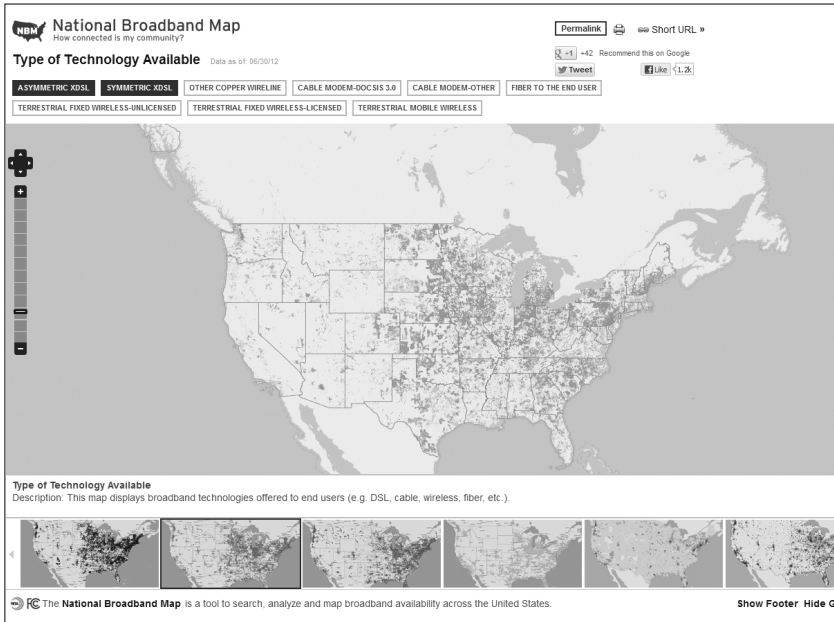 NBM National Broadband Map
How connected is my community?
Permalink Short URL »
Type of Technology Available Data as of: 06/30/12
+1 +42 Recommend this on Google
Tweet Like 1.2k
ASYMMETRIC XDSL SYMMETRIC XDSL OTHER COPPER WIRELINE CABLE MODEM-DOCSIS 3.0 CABLE MODEM-OTHER FIBER TO THE END USER
TERRESTRIAL FIXED WIRELESS-UNLICENSED TERRESTRIAL FIXED WIRELESS-LICENSED TERRESTRIAL MOBILE WIRELESS
+
−
Type of Technology Available
Description: This map displays broadband technologies offered to end users (e.g. DSL, cable, wireless, fiber, etc.).
NBM FC The National Broadband Map is a tool to search, analyze and map broadband availability across the United States. Show Footer Hide G